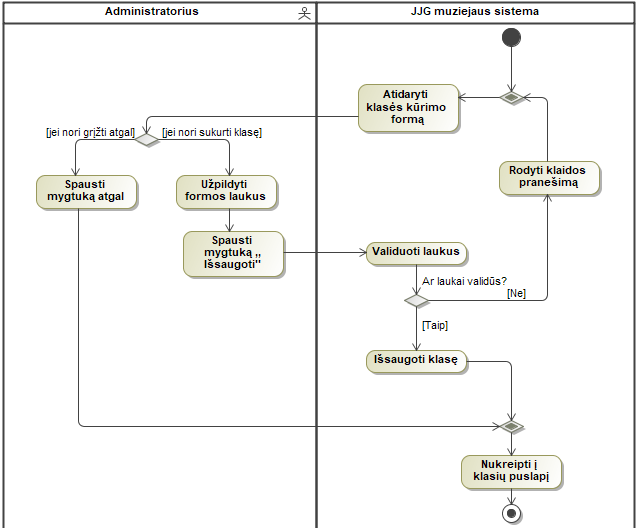 Administratorius
JJG muziejaus sistema
Atidaryti
klasės kūrimo
formą
[jei nori grįžti atgal]
[jei nori sukurti klasę]
Spausti
mygtuką atgal
Užpildyti
formos laukus
Rodyti klaidos
pranešimą
Spausti
mygtuką „
Išsaugoti"
Validuoti laukus
Ar laukai validūs?
[Ne]
[Taip]
Išsaugoti klasę
Nukreipti į
klasių puslapį